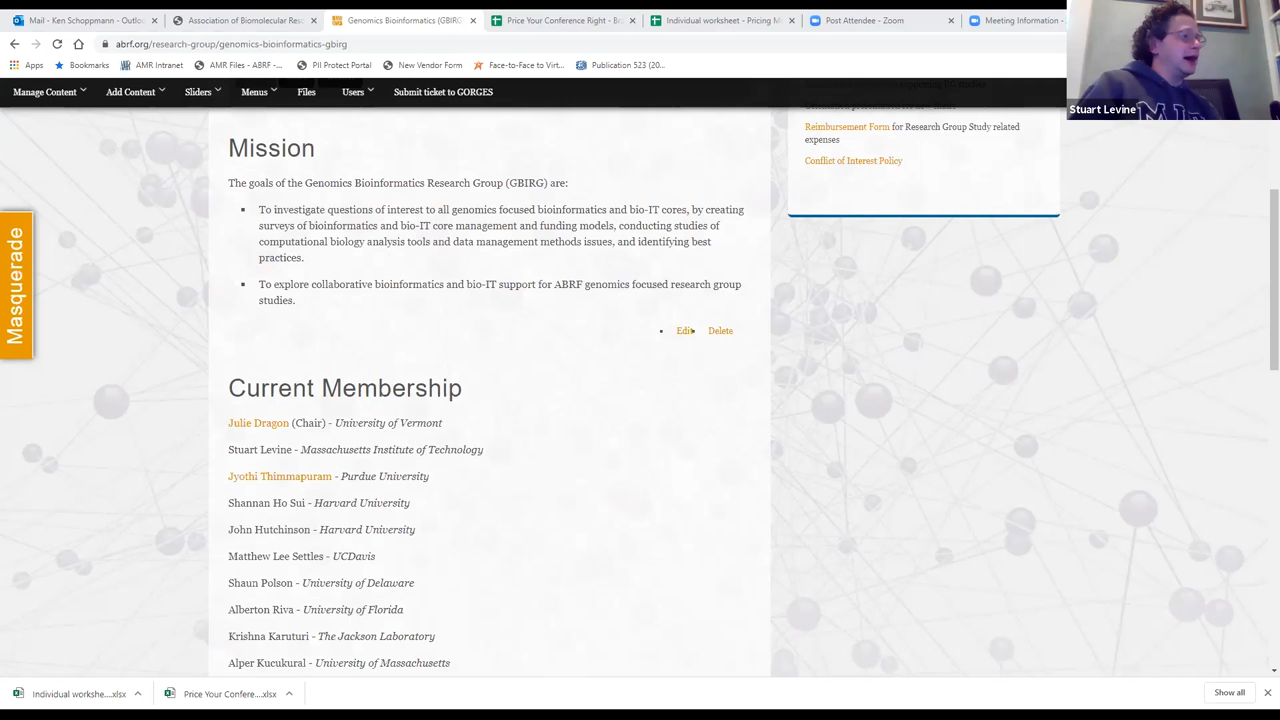 Mail - Ken Schoppmann - Outlo
Association of Biomolecular Res
Genomics Bioinformatics (GBIRG
Price Your Conference Right - Br
Individual worksheet - Pricing M
Post Attendee - Zoom
Meeting Information -
abrf.org/research-group/genomics-bioinformatics-gbirg
Apps
Bookmarks
AMR Intranet
AMR Files - ABRF -...
PII Protect Portal
New Vendor Form
Face-to-Face to Virt...
Publication 523 (20...
Manage Content
Add Content
Sliders
Menus
Files
Users
Submit ticket to GORGES
Stuart Levine
Reimbursement Form for Research Group Study related
expenses
Conflict of Interest Policy
Masquerade
Mission
The goals of the Genomics Bioinformatics Research Group (GBIRG) are:
To investigate questions of interest to all genomics focused bioinformatics and bio-IT cores, by creating
surveys of bioinformatics and bio-IT core management and funding models, conducting studies of
computational biology analysis tools and data management methods issues, and identifying best
practices.
To explore collaborative bioinformatics and bio-IT support for ABRF genomics focused research group
studies.
Edit
Delete
Current Membership
Julie Dragon (Chair) - University of Vermont
Stuart Levine - Massachusetts Institute of Technology
Jyothi Thimmapuram - Purdue University
Shannan Ho Sui - Harvard University
John Hutchinson - Harvard University
Matthew Lee Settles - UCDavis
Shaun Polson - University of Delaware
Alberton Riva - University of Florida
Krishna Karuturi - The Jackson Laboratory
Alper Kucukural - University of Massachusetts
Individual workshe....xlsx
Price Your Confere....xlsx
Show all